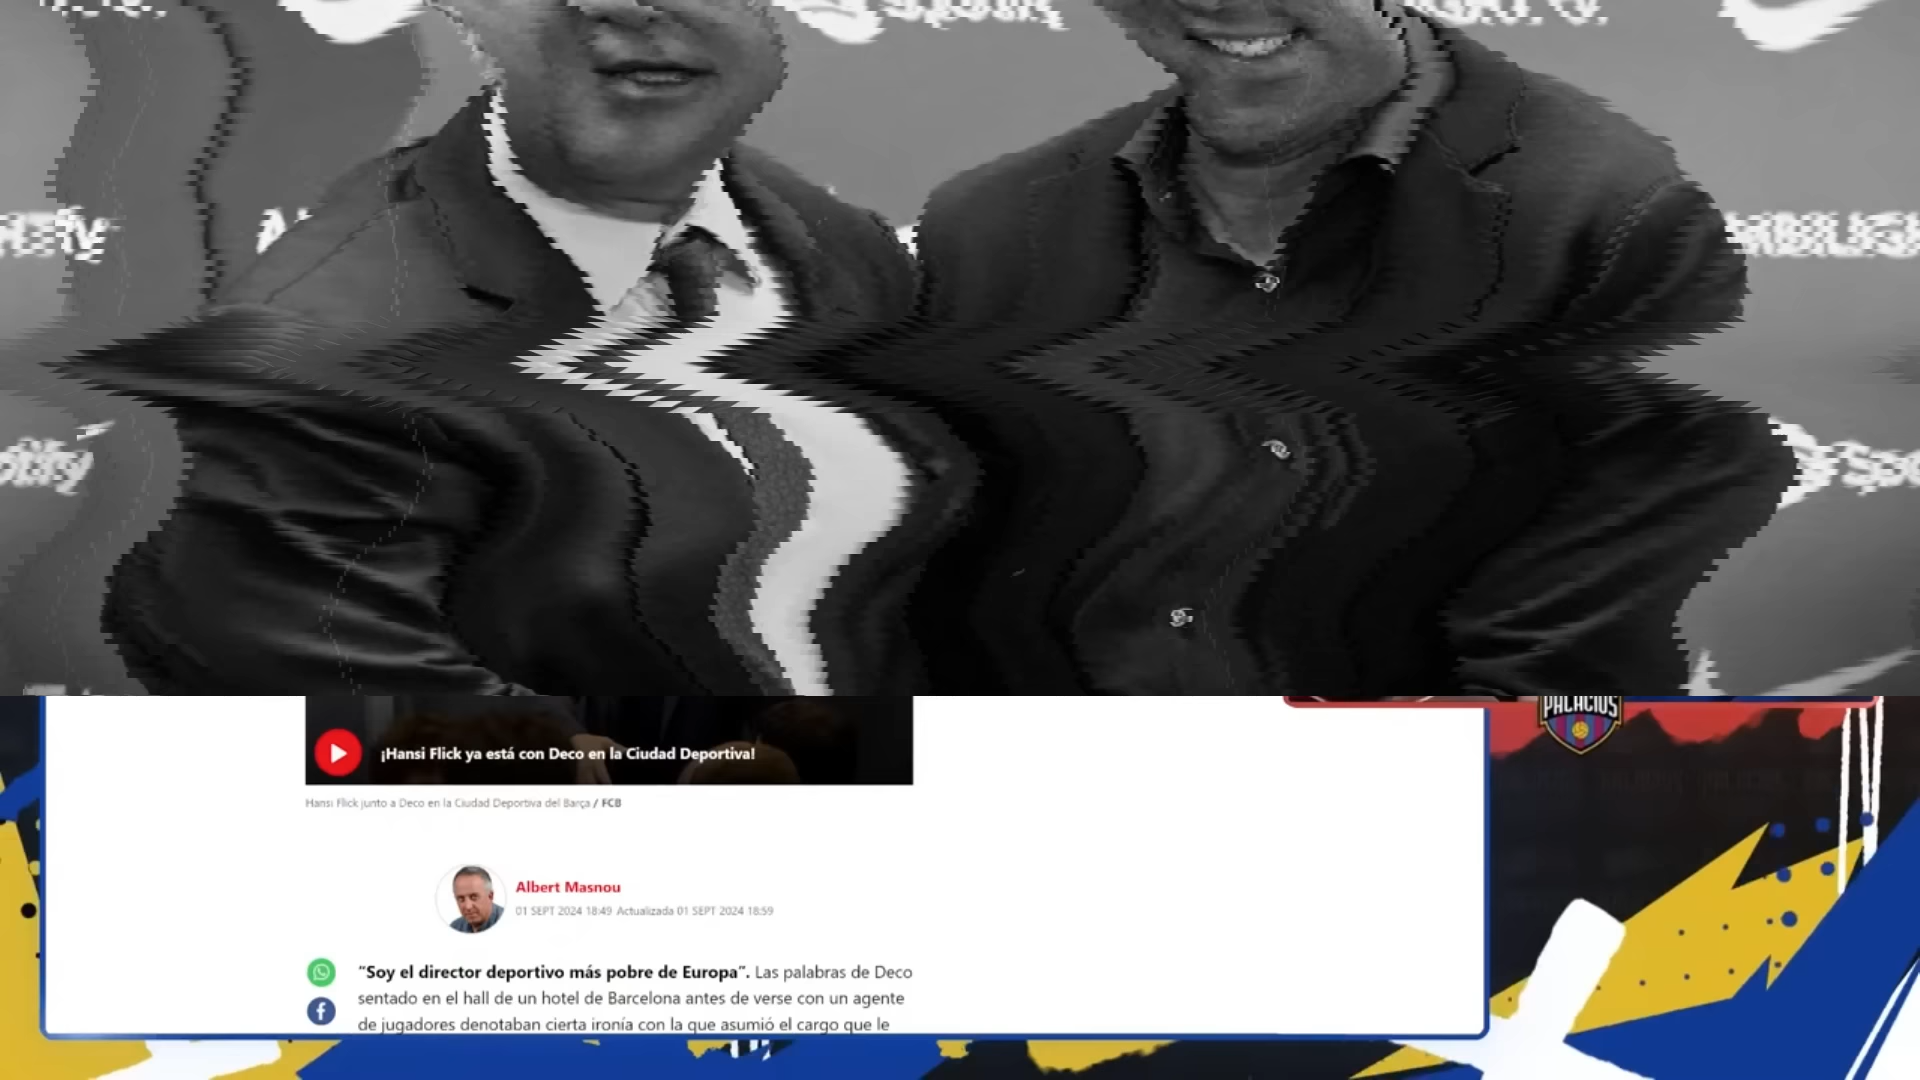 Spotify
¡Hansi Flick ya está con Deco en la Ciudad Deportiva!
Hansi Flick junto a Deco en la Ciudad Deportiva del Barça / FCB
Albert Masnou
01 SEPT 2024 18:49 Actualizada 01 SEPT 2024 18:59
"Soy el director deportivo más pobre de Europa". Las palabras de Deco
sentado en el hall de un hotel de Barcelona antes de verse con un agente
de jugadores denotaban cierta ironía con la que asumió el cargo que le
PALACIOS